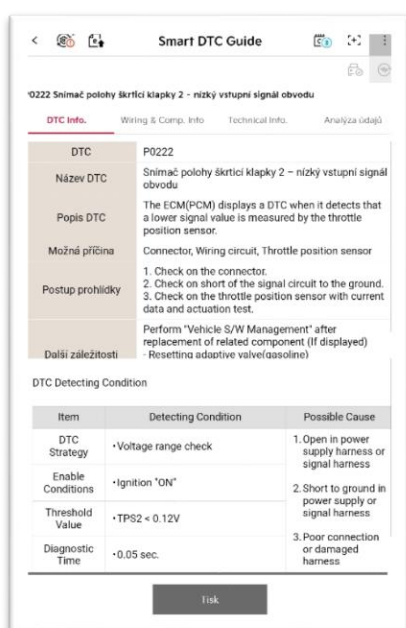 Smart DTC Guide
'0222 Snímač polohy škrtící klapky 2 - nízký vstupní signál obvodu
DTC Info.
Wiring & Comp. Info
Technical Info.
Analýza údajů
DTC
P0222
Název DTC
Snímač polohy škrticí klapky 2 – nízký vstupní signál
obvodu
Popis DTC
The ECM(PCM) displays a DTC when it detects that
a lower signal value is measured by the throttle
position sensor.
Možná příčina
Connector, Wiring circuit, Throttle position sensor
Postup prohlídky
1. Check on the connector.
2. Check on short of the signal circuit to the ground.
3. Check on the throttle position sensor with current
data and actuation test.
Další záležitosti
Perform "Vehicle S/W Management" after
replacement of related component (If displayed)
- Resetting adaptive valve(gasoline)
DTC Detecting Condition
Item
Detecting Condition
Possible Cause
DTC
Strategy
•Voltage range check
Enable
Conditions
•Ignition "ON"
Threshold
Value
•TPS2 < 0.12V
Diagnostic
Time
•0.05 sec.
1. Open in power
supply harness or
signal harness
2. Short to ground in
power supply or
signal harness
3. Poor connection
or damaged
harness
Tisk